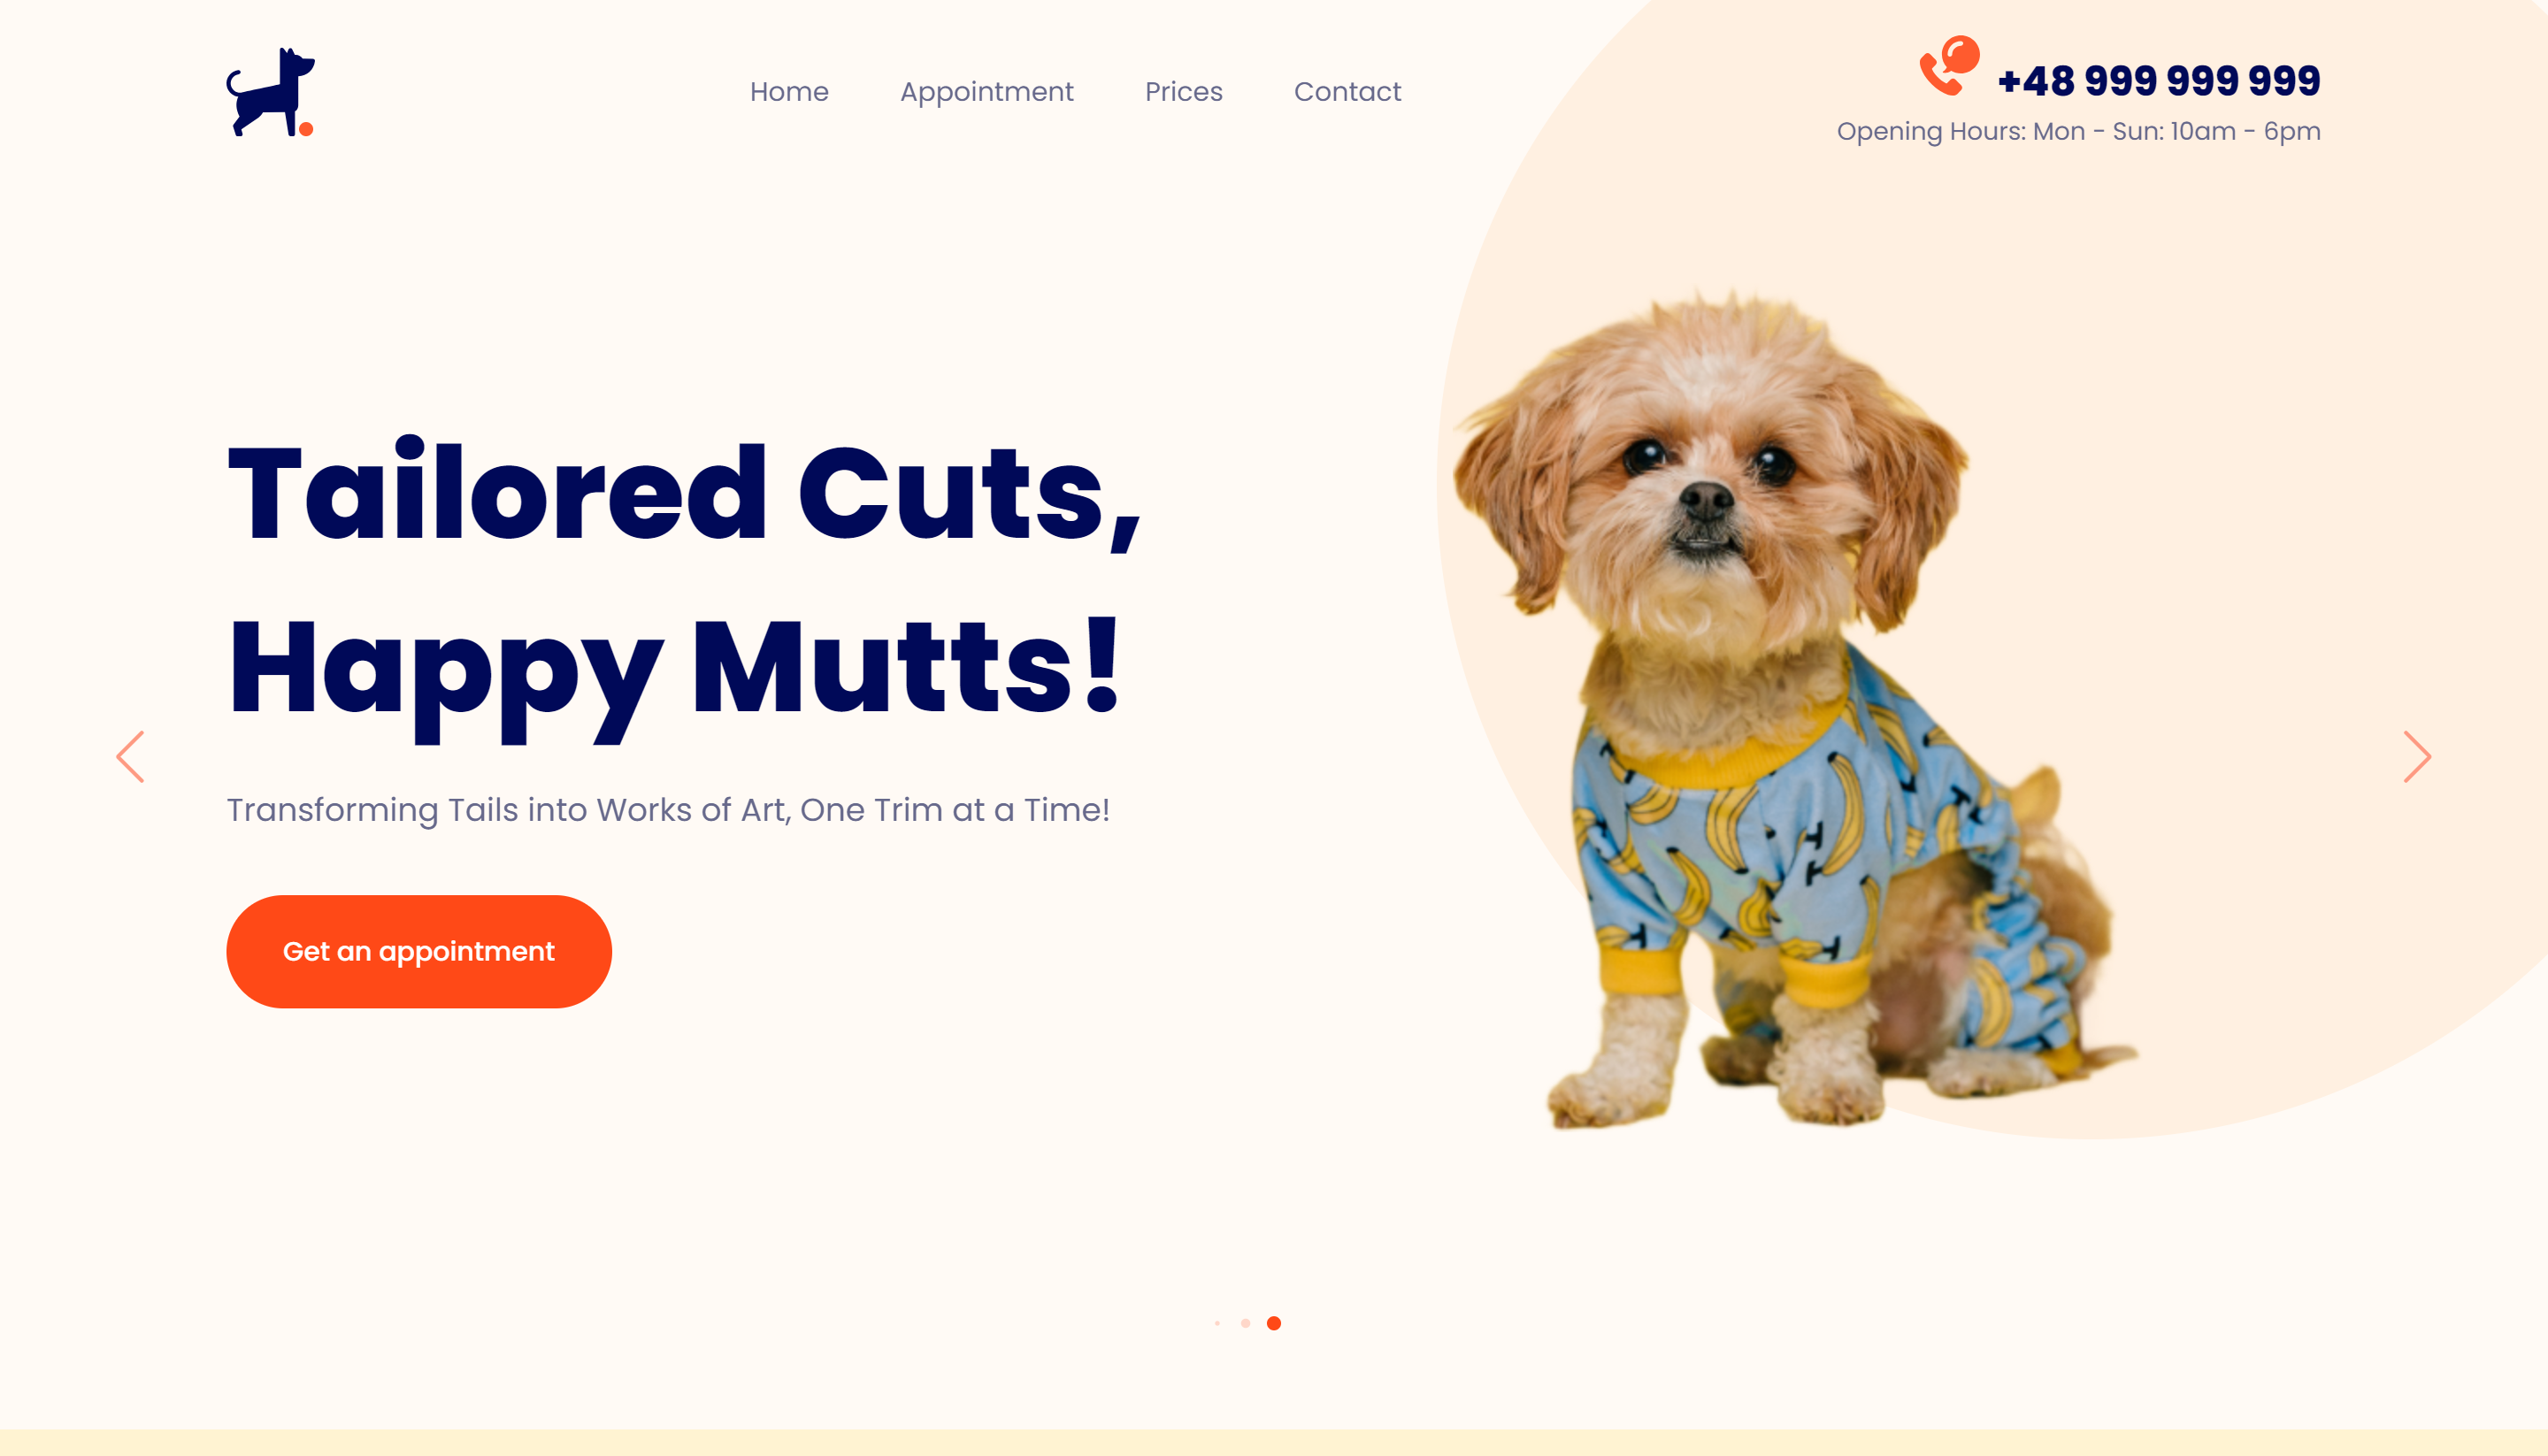 Home
Appointment
Prices
Contact
+48 999 999 999
Opening Hours: Mon - Sun: 10am - 6pm
Tailored Cuts,
Happy Mutts!
Transforming Tails into Works of Art, One Trim at a Time!
Get an appointment